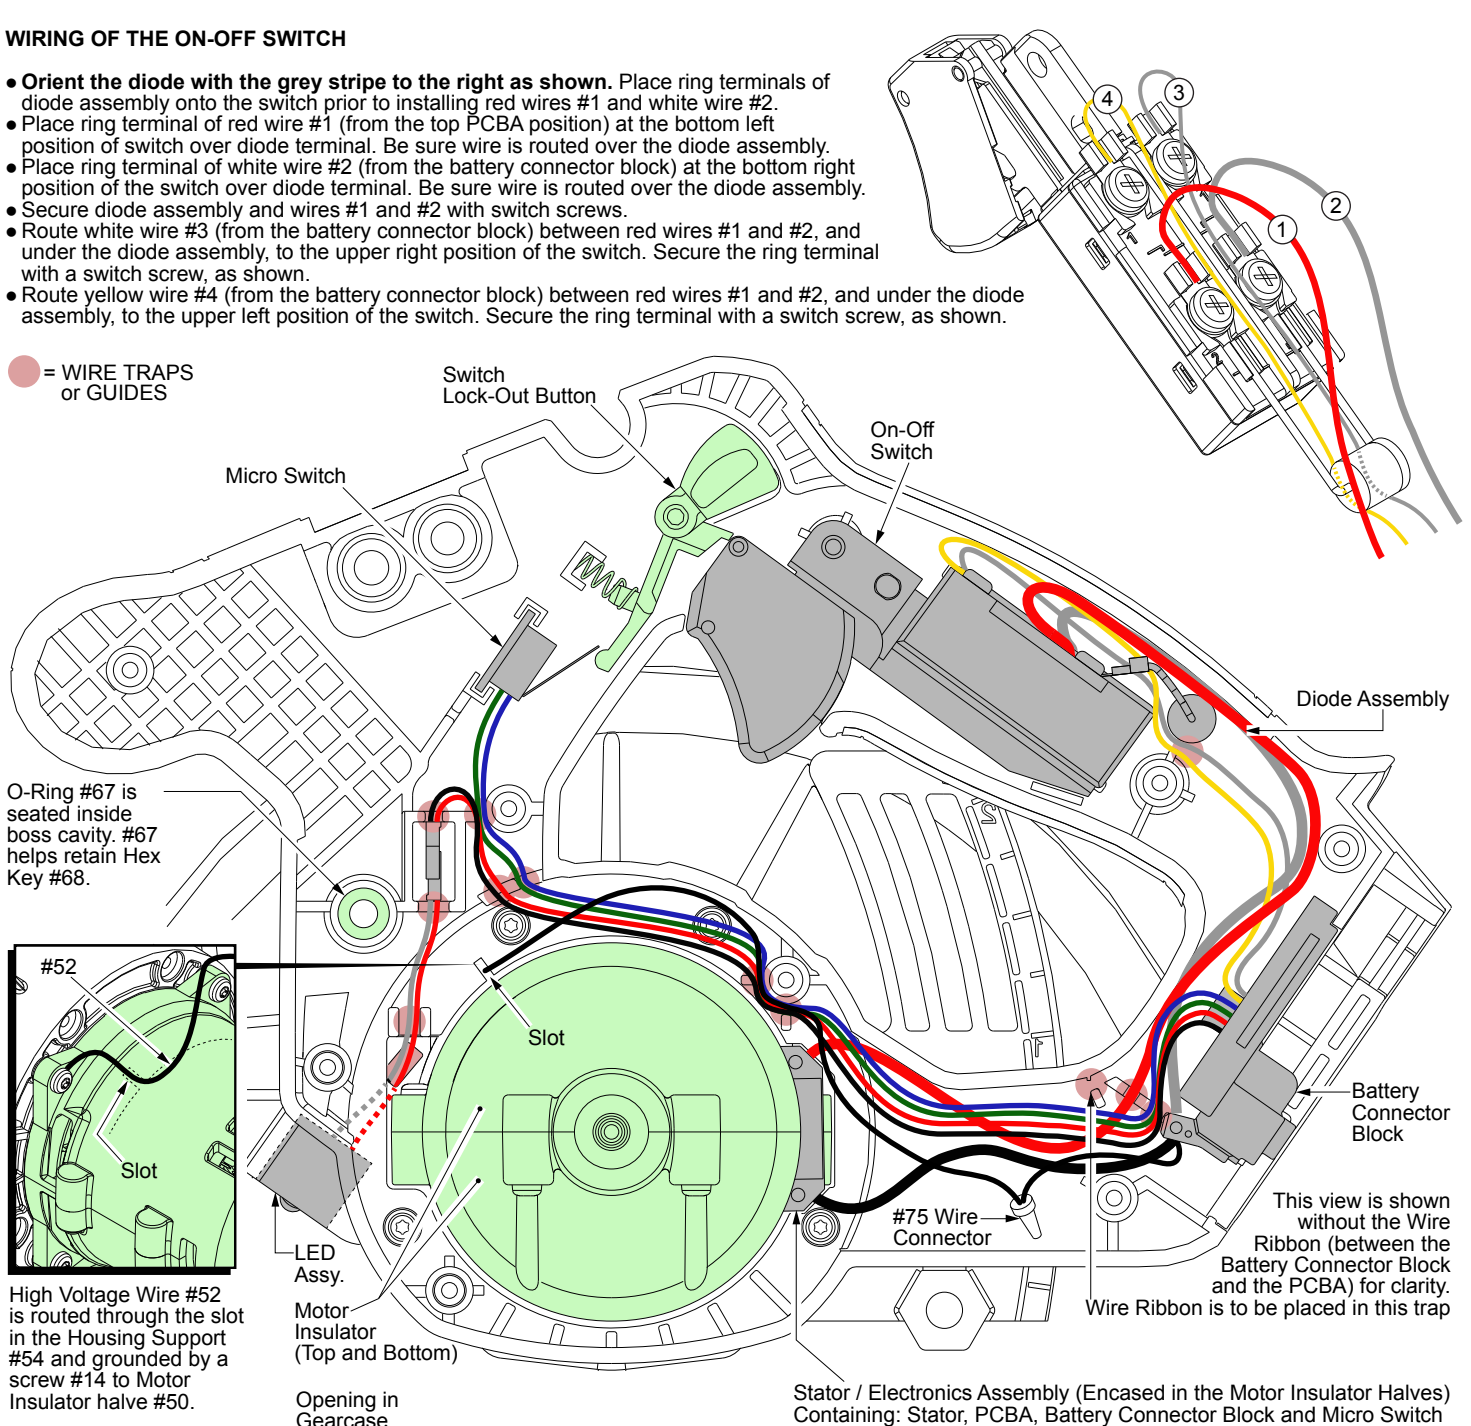 WIRING OF THE ON-OFF SWITCH
● Orient the diode with the grey stripe to the right as shown. Place ring terminals of
diode assembly onto the switch prior to installing red wires #1 and white wire #2.
● Place ring terminal of red wire #1 (from the top PCBA position) at the bottom left
position of switch over diode terminal. Be sure wire is routed over the diode assembly.
● Place ring terminal of white wire #2 (from the battery connector block) at the bottom right
position of the switch over diode terminal. Be sure wire is routed over the diode assembly.
● Secure diode assembly and wires #1 and #2 with switch screws.
● Route white wire #3 (from the battery connector block) between red wires #1 and #2, and
under the diode assembly, to the upper right position of the switch. Secure the ring terminal
with a switch screw, as shown.
● Route yellow wire #4 (from the battery connector block) between red wires #1 and #2, and under the diode
assembly, to the upper left position of the switch. Secure the ring terminal with a switch screw, as shown.
4
3
2
1
1
2
= WIRE TRAPS
or GUIDES
Switch
Lock-Out Button
On-Off
Switch
Micro Switch
Diode Assembly
O-Ring #67 is
seated inside
boss cavity. #67
helps retain Hex
Key #68.
2
1
#52
Slot
Slot
Battery
Connector
Block
#75 Wire
Connector
This view is shown
without the Wire
Ribbon (between the
Battery Connector Block
and the PCBA) for clarity.
Wire Ribbon is to be placed in this trap
LED
Assy.
High Voltage Wire #52
is routed through the slot
in the Housing Support
#54 and grounded by a
screw #14 to Motor
Insulator halve #50.
Motor
Insulator
(Top and Bottom)
Opening in
Gearcase
Stator / Electronics Assembly (Encased in the Motor Insulator Halves)
Containing: Stator, PCBA, Battery Connector Block and Micro Switch